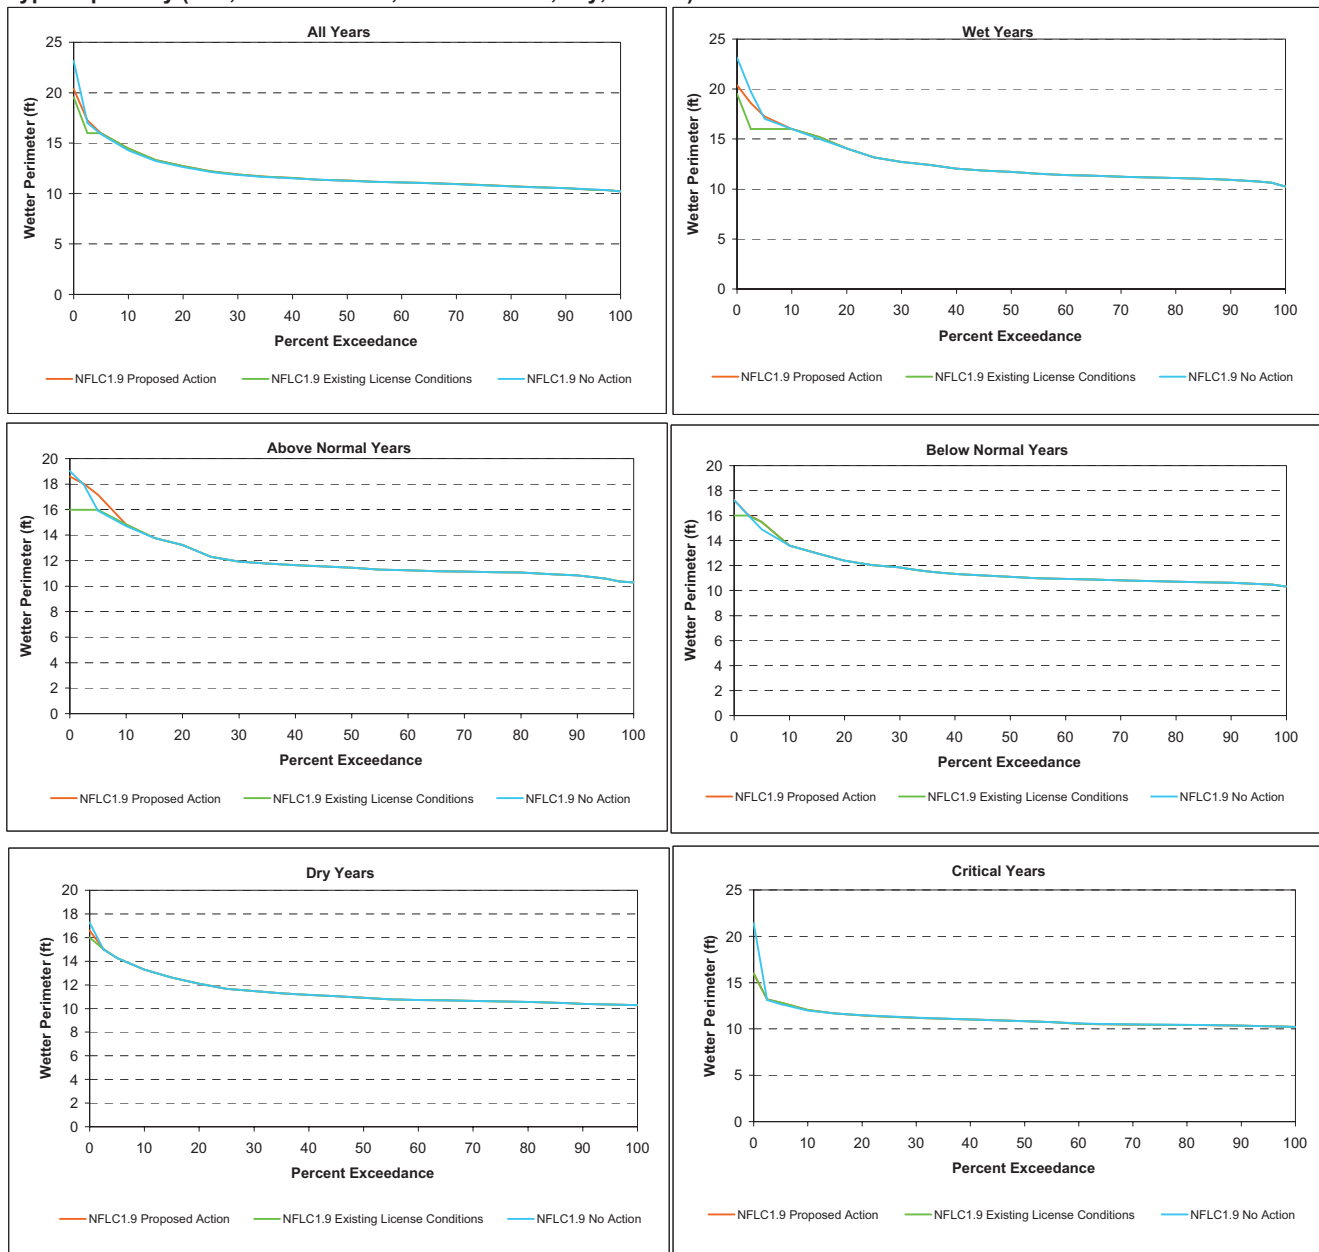 All Years
Wetter Perimeter (ft)
25
20
15
10
5
0
0 10 20 30 40 50 60 70 80 90 100
Percent Exceedance
NFLC1.9 Proposed Action NFLC1.9 Existing License Conditions NFLC1.9 No Action
Wet Years
Wetter Perimeter (ft)
25
20
15
10
5
0
0 10 20 30 40 50 60 70 80 90 100
Percent Exceedance
NFLC1.9 Proposed Action NFLC1.9 Existing License Conditions NFLC1.9 No Action
Above Normal Years
Wetter Perimeter (ft)
20
18
16
14
12
10
8
6
4
2
0
0 10 20 30 40 50 60 70 80 90 100
Percent Exceedance
NFLC1.9 Proposed Action NFLC1.9 Existing License Conditions NFLC1.9 No Action
Below Normal Years
Wetter Perimeter (ft)
20
18
16
14
12
10
8
6
4
2
0
0 10 20 30 40 50 60 70 80 90 100
Percent Exceedance
NFLC1.9 Proposed Action NFLC1.9 Existing License Conditions NFLC1.9 No Action
Dry Years
Wetter Perimeter (ft)
20
18
16
14
12
10
8
6
4
2
0
0 10 20 30 40 50 60 70 80 90 100
Percent Exceedance
NFLC1.9 Proposed Action NFLC1.9 Existing License Conditions NFLC1.9 No Action
Critical Years
Wetter Perimeter (ft)
25
20
15
10
5
0
0 10 20 30 40 50 60 70 80 90 100
Percent Exceedance
NFLC1.9 Proposed Action NFLC1.9 Existing License Conditions NFLC1.9 No Action